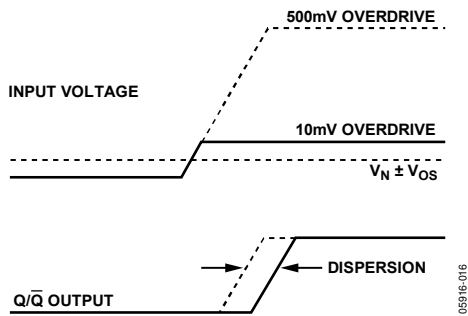 500mV OVERDRIVE
INPUT VOLTAGE
10mV OVERDRIVE
V_N ± V_OS
DISPERSION
Q/Q̅ OUTPUT
05916-016